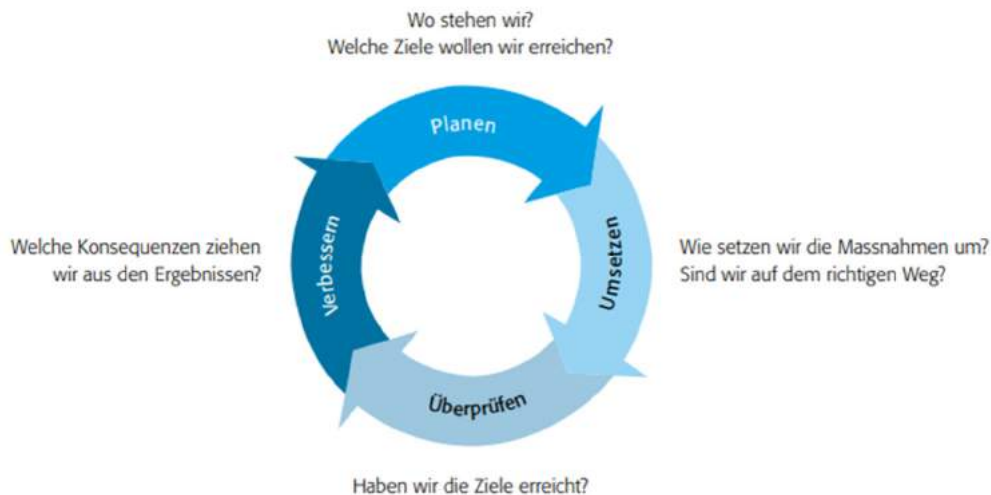 Wo stehen wir?
Welche Ziele wollen wir erreichen?
Planen
Umsetzen
Wie setzen wir die Massnahmen um?
Sind wir auf dem richtigen Weg?
Überprüfen
Haben wir die Ziele erreicht?
Verbessern
Welche Konsequenzen ziehen
wir aus den Ergebnissen?